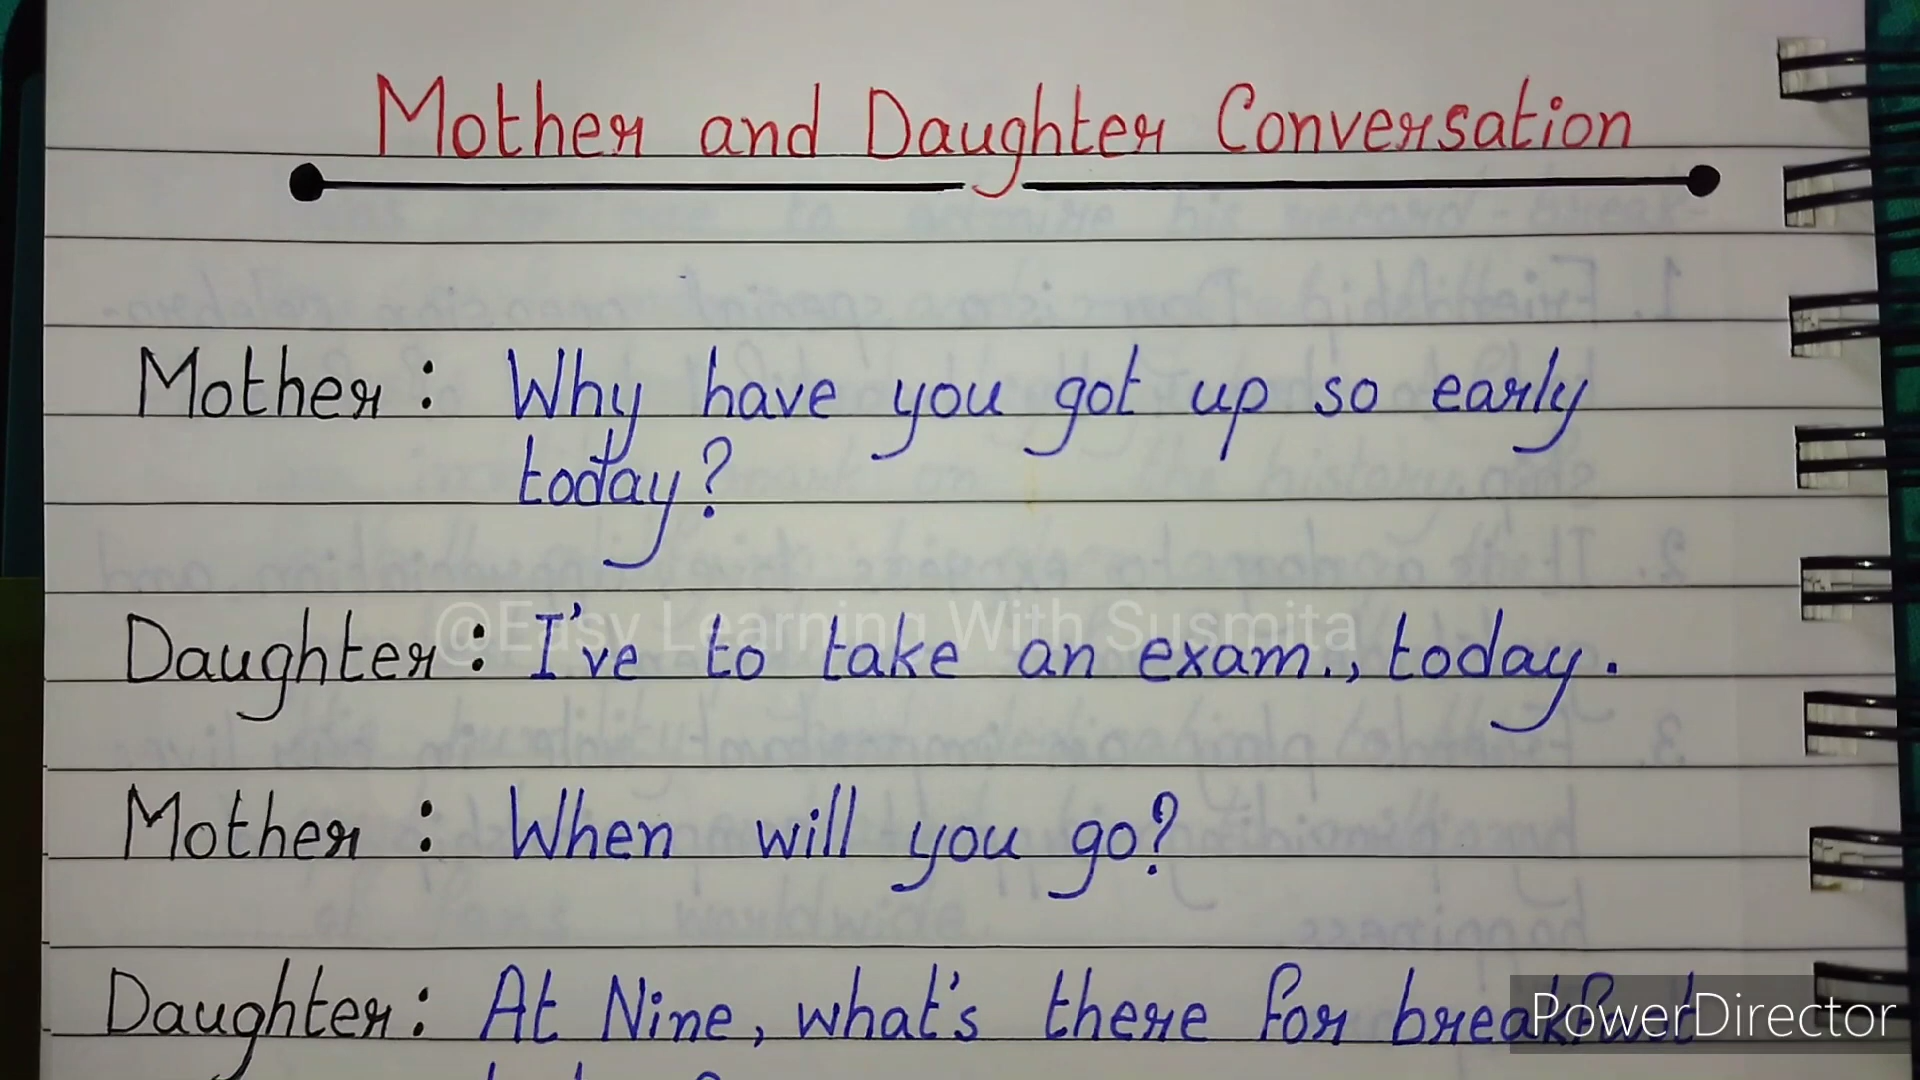 Mother and Daughter Conversation
Mother : Why have you got up so early
today?
@Easy Learning With Susmita
Daughter : I've to take an exam., today.
Mother : When will you go?
Daughter : At Nine, what's there for breakfast
PowerDirector